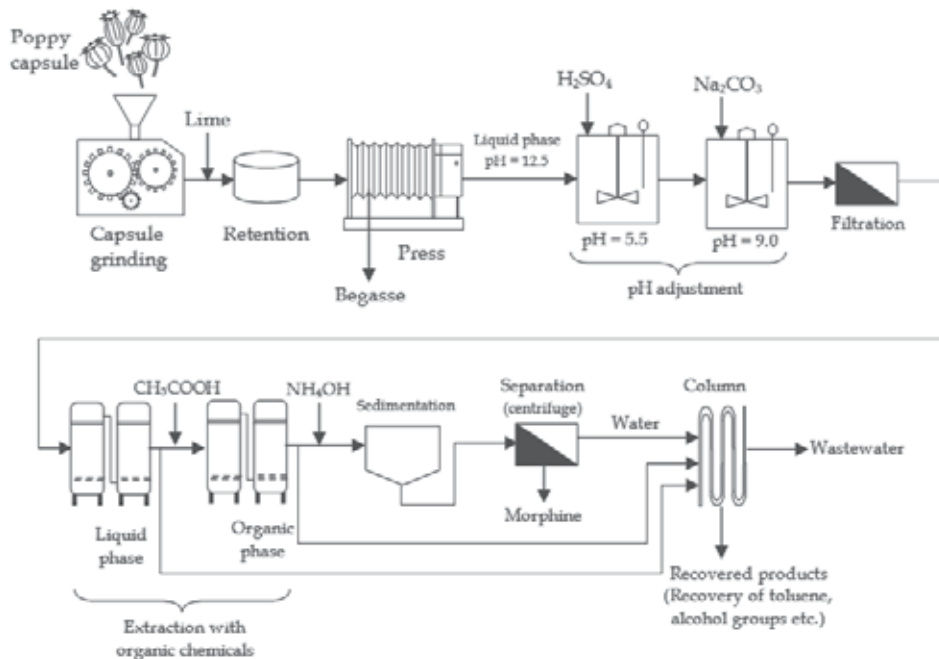 Poppy
capsule
Lime
Capsule
grinding
Retention
Press
Begasse
Liquid phase
pH = 12.5
H₂SO₄
Na₂CO₃
pH = 5.5
pH = 9.0
pH adjustment
Filtration
CH₃COOH
NH₄OH
Sedimentation
Separation
(centrifuge)
Water
Column
Wastewater
Morphine
Liquid
phase
Organic
phase
Extraction with
organic chemicals
Recovered products
(Recovery of toluene,
alcohol groups etc.)